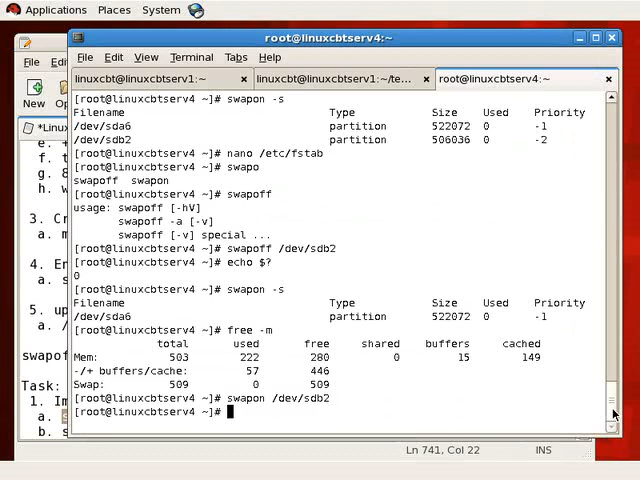 Applications Places System
root@linuxcbtserv4:~
File Edit View Terminal Tabs Help
linuxcbt@linuxcbtserv1:~ linuxcbt@linuxcbtserv1:~/te... root@linuxcbtserv4:~
[root@linuxcbtserv4 ~]# swapon -s
Filename Type Size Used Priority
/dev/sda6 partition 522072 0 -1
/dev/sdb2 partition 506036 0 -2
[root@linuxcbtserv4 ~]# nano /etc/fstab
[root@linuxcbtserv4 ~]# swapo
swapoff swapon
[root@linuxcbtserv4 ~]# swapoff
usage: swapoff [-hV]
swapoff -a [-v]
swapoff [-v] special ...
[root@linuxcbtserv4 ~]# swapoff /dev/sdb2
[root@linuxcbtserv4 ~]# echo $?
0
[root@linuxcbtserv4 ~]# swapon -s
Filename Type Size Used Priority
/dev/sda6 partition 522072 0 -1
[root@linuxcbtserv4 ~]# free -m
total used free shared buffers cached
Mem: 503 222 280 0 15 149
-/+ buffers/cache: 57 446
Swap: 509 0 509
[root@linuxcbtserv4 ~]# swapon /dev/sdb2
[root@linuxcbtserv4 ~]#
File
New
*Linux
e.
f. t
g. 8
h. w
3. Cr
a. m
4. En
a. s
5. up
a. /
swapof
Task:
1. Im
a. s
b. s
Ln 741, Col 22 INS